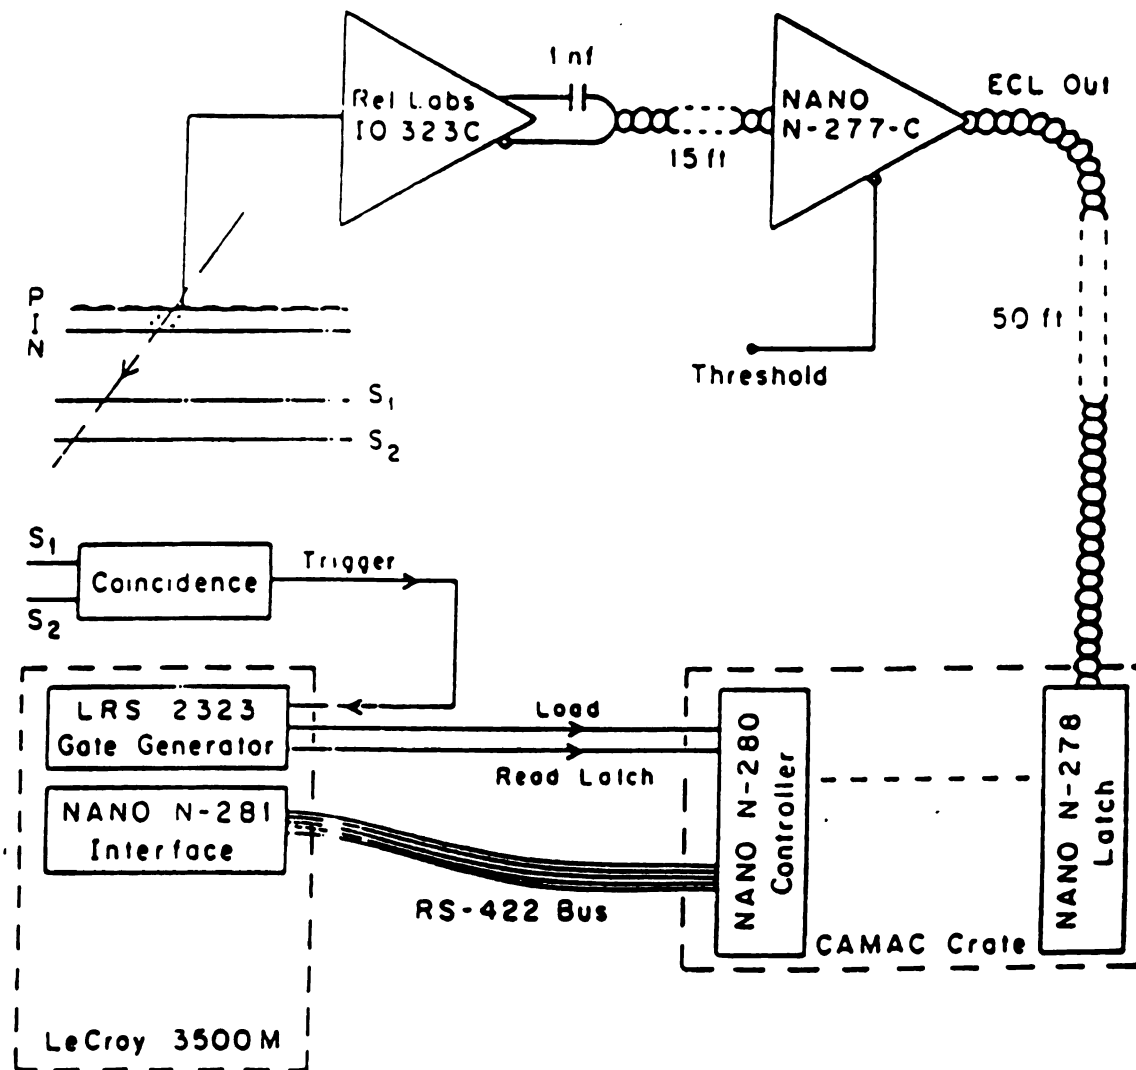 1 nf
Rel Labs
IO 323C
NANO
N-277-C
ECL Out
15 ft
P
I
N
50 ft
Threshold
S1
S2
S1
Coincidence
Trigger
S2
LRS 2323
Gate Generator
Load
Read Latch
NANO N-281
Interface
RS-422 Bus
NANO N-280
Controller
NANO N-278
Latch
CAMAC Crate
LeCroy 3500M